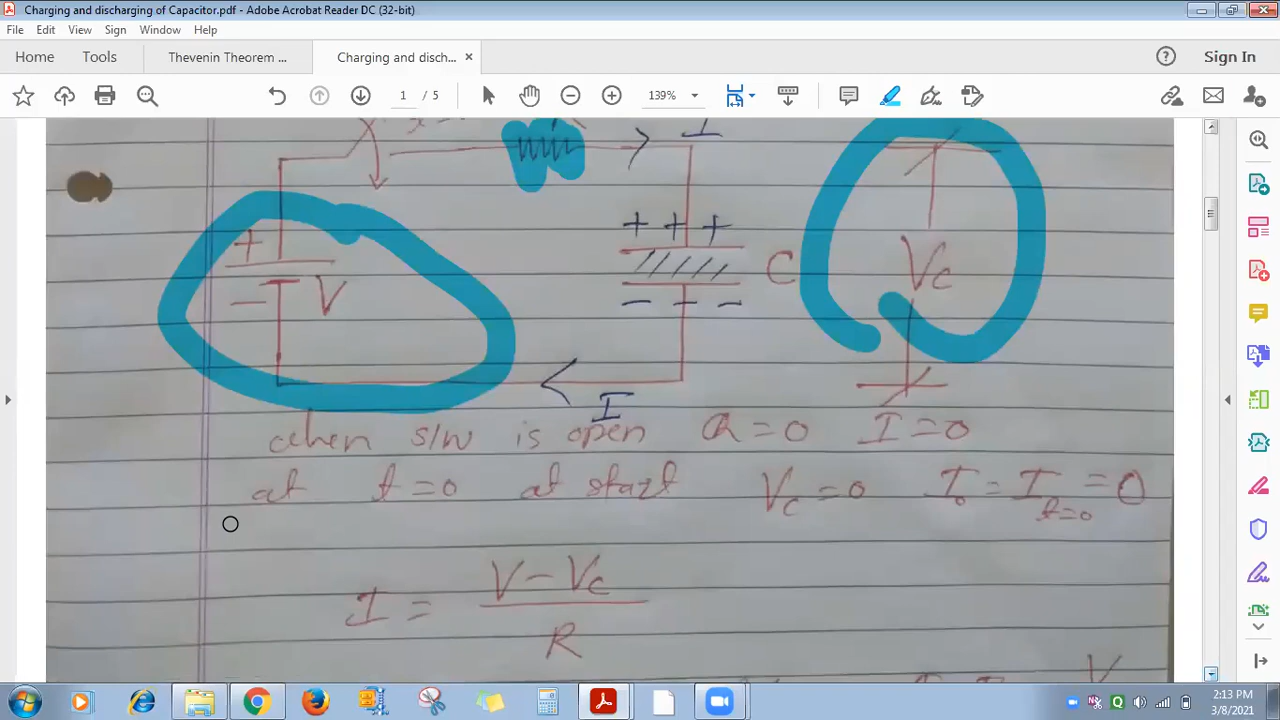 Charging and discharging of Capacitor.pdf - Adobe Acrobat Reader DC (32-bit)
File Edit View Sign Window Help
Home Tools Thevenin Theorem ... Charging and disch... × Sign In
1 / 5 139%
I
+ + + +
C
V
Vc
− − + −
I
when s/w is open Q = 0 I = 0
at t = 0 at start Vc = 0 I₀ = I t=0 = 0
I = V − Vc
R
V
2:13 PM
3/8/2021